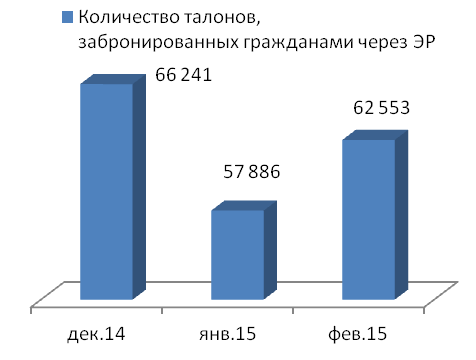 Количество талонов,
забронированных гражданами через ЭР
66 241
62 553
57 886
дек.14
янв.15
фев.15